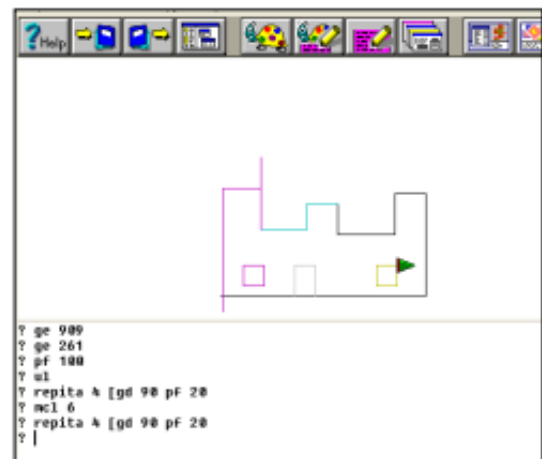 ?Help
? ge 909
? ge 261
? pf 100
? ul
? repita 4 [gd 90 pf 20
? mcl 6
? repita 4 [gd 90 pf 20
? |